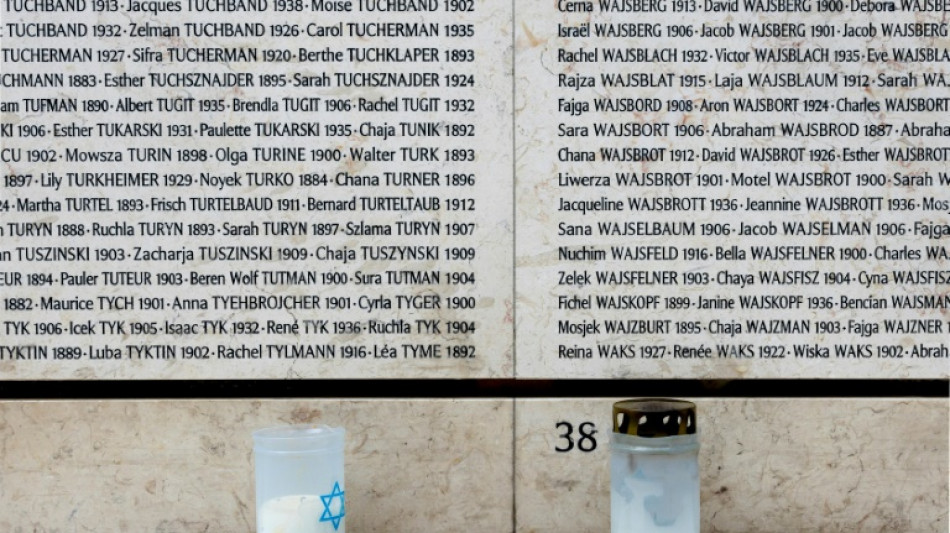 TUCHBAND 1913·Jacques TUCHBAND 1938·Moïse TUCHBAND 1902
TUCHBAND 1932·Zelman TUCHBAND 1926·Carol TUCHERMAN 1935
TUCHERMAN 1927·Sifra TUCHERMAN 1920·Berthe TUCHKLAPER 1893
1883·Esther TUCHSZNAJDER 1895·Sarah TUCHSZNAJDER 1924
TUFMAN 1890·Albert TUGIT 1935·Brendla TUGIT 1906·Rachel TUGIT 1932
1906·Esther TUKARSKI 1931·Paulette TUKARSKI 1935·Chaja TUNIK 1892
1902·Mowsza TURIN 1898·Olga TURINE 1900·Walter TURK 1893
1897·Lily TURKHEIMER 1929·Noyek TURKO 1884·Chana TURNER 1896
Martha TURTEL 1893·Frisch TURTELBAUD 1911·Bernard TURTELTAUB 1912
TURYN 1888·Ruchla TURYN 1893·Sarah TURYN 1897·Szlama TURYN 1907
TUSZINSKI 1903·Zacharja TUSZINSKI 1909·Chaja TUSZYNSKI 1909
1894·Pauler TUTEUR 1903·Beren Wolf TUTMAN 1900·Sura TUTMAN 1904
1882·Maurice TYCH 1901·Anna TYEHBROJCHER 1901·Cyrla TYGER 1900
TYK 1906·Icek TYK 1905·Isaac TYK 1932·René TYK 1936·Ruchla TYK 1904
TYKTIN 1889·Luba TYKTIN 1902·Rachel TYLMANN 1916·Léa TYME 1892
Cerna WAJSBERG 1913·David WAJSBERG 1900·Debora
Israël WAJSBERG 1906·Jacob WAJSBERG 1901·Jacob WAJSBERG
Rachel WAJSBLACH 1932·Victor WAJSBLACH 1935·Eve
Rajza WAJSBLAT 1915·Laja WAJSBLAUM 1912·Sarah
Fajga WAJSBORD 1908·Aron WAJSBORT 1924·Charles WAJSBORT
Sara WAJSBORT 1906·Abraham WAJSBROD 1887·
Chana WAJSBROT 1912·David WAJSBROT 1926·Esther WAJSBROT
Liwerza WAJSBROT 1901·Motel WAJSBROT 1900·Sarah
Jacqueline WAJSBROTT 1936·Jeannine WAJSBROTT 1936·
Sana WAJSELBAUM 1906·Jacob WAJSELMAN 1906·Fajga
Nuchim WAJSFELD 1916·Bella WAJSFELNER 1900·Charles
Zelek WAJSFELNER 1903·Chaya WAJSFISZ 1904·Cyna WAJSFISZ
Fichel WAJSKOPF 1899·Janine WAJSKOPF 1936·Bencian WAJSMAN
Mosjek WAJZBURT 1895·Chaja WAJZMAN 1903·Fajga WAJZNER
Reina WAKS 1927·Renée WAKS 1922·Wiska WAKS 1902·
38